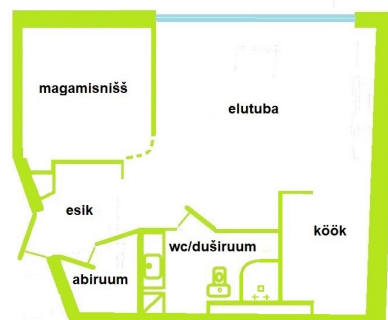 magamisnišš
elutuba
esik
wc/duširuum
köök
abiruum